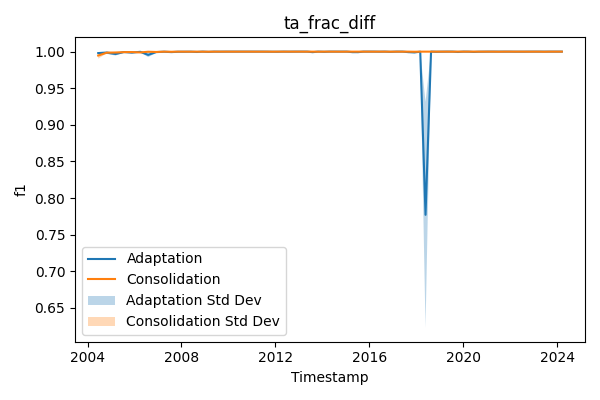 ta_frac_diff
1.00
0.95
0.90
0.85
0.80
0.75
0.70
0.65
f1
Adaptation
Consolidation
Adaptation Std Dev
Consolidation Std Dev
2004 2008 2012 2016 2020 2024
Timestamp